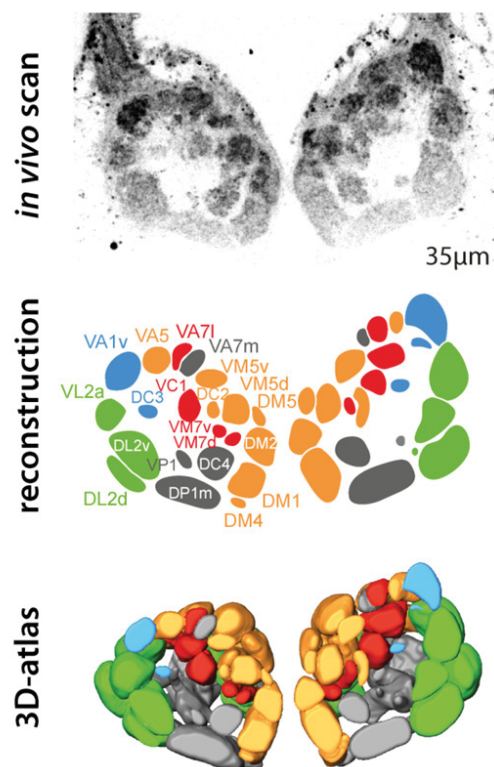 in vivo scan
35µm
reconstruction
VA1v
VA5
VA7l
VA7m
VM5v
VL2a
VC1
DC2
VM5d
DC3
DM5
VM7v
VM7d
DM2
DL2v
VP1
DC4
DL2d
DP1m
DM1
DM4
3D-atlas